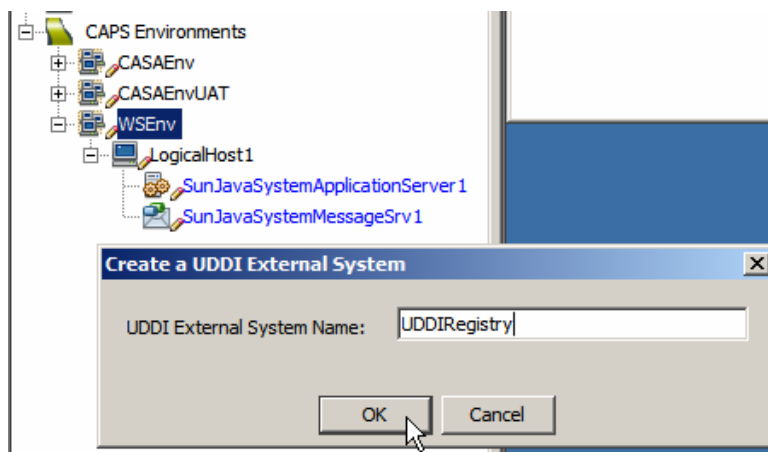 CAPS Environments
CASAEnv
CASAEnvUAT
WSEnv
LogicalHost1
SunJavaSystemApplicationServer1
SunJavaSystemMessageSrv1
Create a UDDI External System
UDDI External System Name: UDDIRegistry
OK Cancel